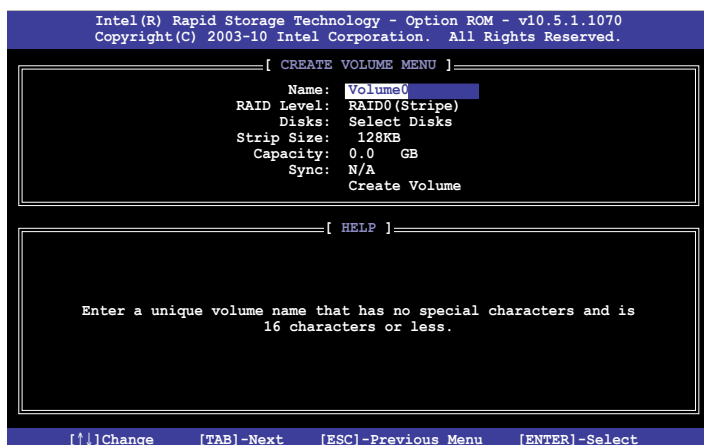 Intel(R) Rapid Storage Technology - Option ROM - v10.5.1.1070
Copyright(C) 2003-10 Intel Corporation.  All Rights Reserved.
[ CREATE VOLUME MENU ]
Name: Volume0
RAID Level: RAID0(Stripe)
Disks: Select Disks
Strip Size: 128KB
Capacity: 0.0 GB
Sync: N/A
Create Volume
[ HELP ]
Enter a unique volume name that has no special characters and is
16 characters or less.
[↑↓]Change [TAB]-Next [ESC]-Previous Menu [ENTER]-Select